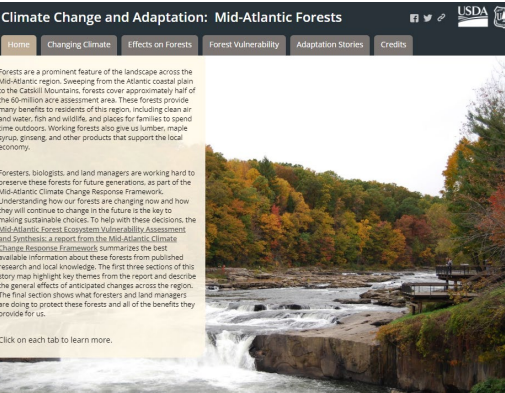 Climate Change and Adaptation: Mid-Atlantic Forests
USDA
Home
Changing Climate
Effects on Forests
Forest Vulnerability
Adaptation Stories
Credits
Forests are a prominent feature of the landscape across the
Mid-Atlantic region. Sweeping from the Atlantic coastal plain
to the Catskill Mountains, forests cover approximately half of
the 60-million acre assessment area. These forests provide
many benefits to residents of this region, including clean air
and water, fish and wildlife, and places for families to spend
time outdoors. Working forests also give us lumber, maple
syrup, ginseng, and other products that support the local
economy.
Foresters, biologists, and land managers are working hard to
preserve these forests for future generations, as part of the
Mid-Atlantic Climate Change Response Framework.
Understanding how our forests are changing now and how
they will continue to change in the future is the key to
making sustainable choices. To help with these decisions, the
Mid-Atlantic Forest Ecosystem Vulnerability Assessment
and Synthesis: a report from the Mid-Atlantic Climate
Change Response Framework summarizes the best
available information about these forests from published
research and local knowledge. The first three sections of this
story map highlight key themes from the report and describe
the general effects of anticipated changes across the region.
The final section shows what foresters and land managers
are doing to protect these forests and all of the benefits they
provide for us.
Click on each tab to learn more.